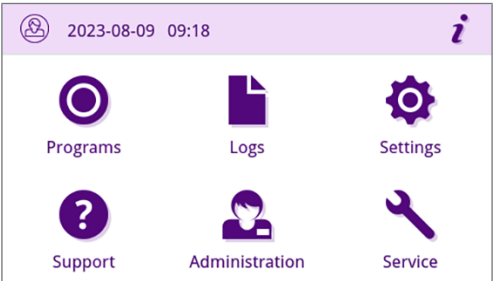 2023-08-09 09:18 i
Programs Logs Settings
?
Support Administration Service